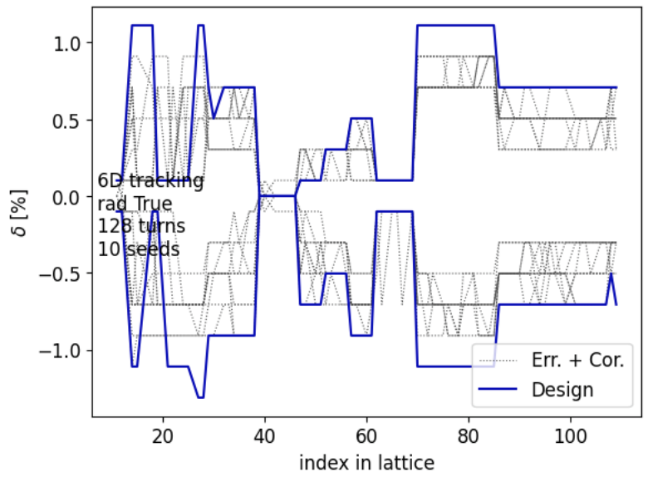 1.0
0.5
0.0
−0.5
−1.0
δ [%]
6D tracking
rad True
128 turns
10 seeds
Err. + Cor.
Design
20
40
60
80
100
index in lattice